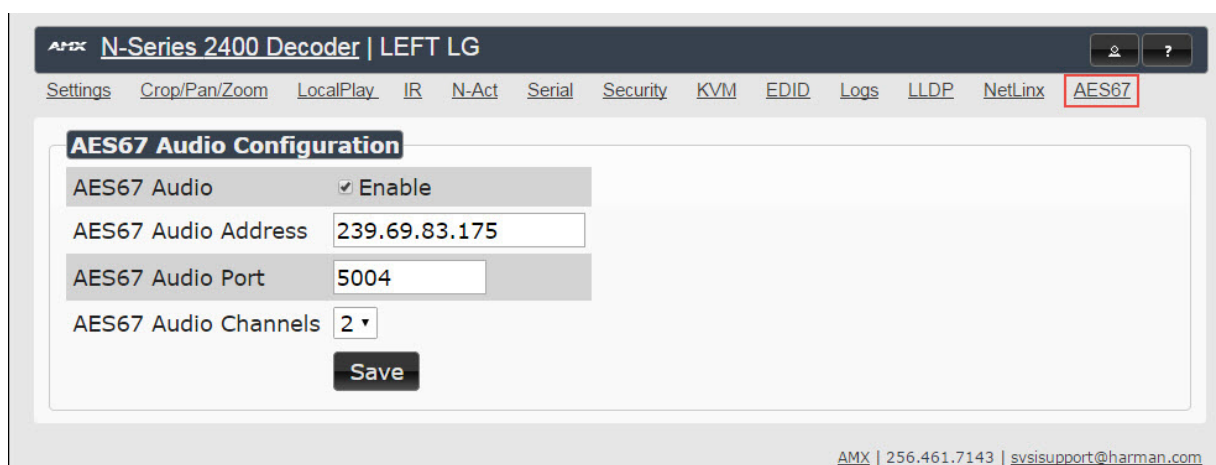 AMX N-Series 2400 Decoder | LEFT LG ?
Settings Crop/Pan/Zoom LocalPlay IR N-Act Serial Security KVM EDID Logs LLDP NetLinx AES67
AES67 Audio Configuration
AES67 Audio Enable
AES67 Audio Address 239.69.83.175
AES67 Audio Port 5004
AES67 Audio Channels 2
Save
AMX | 256.461.7143 | svsisupport@harman.com